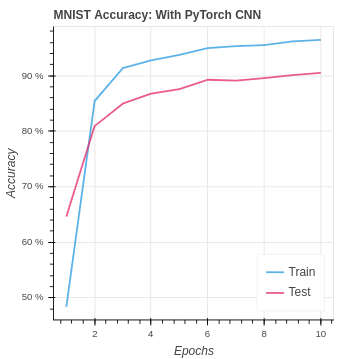 MNIST Accuracy: With PyTorch CNN
Accuracy
90 %
80 %
70 %
60 %
50 %
Train
Test
2
4
6
8
10
Epochs